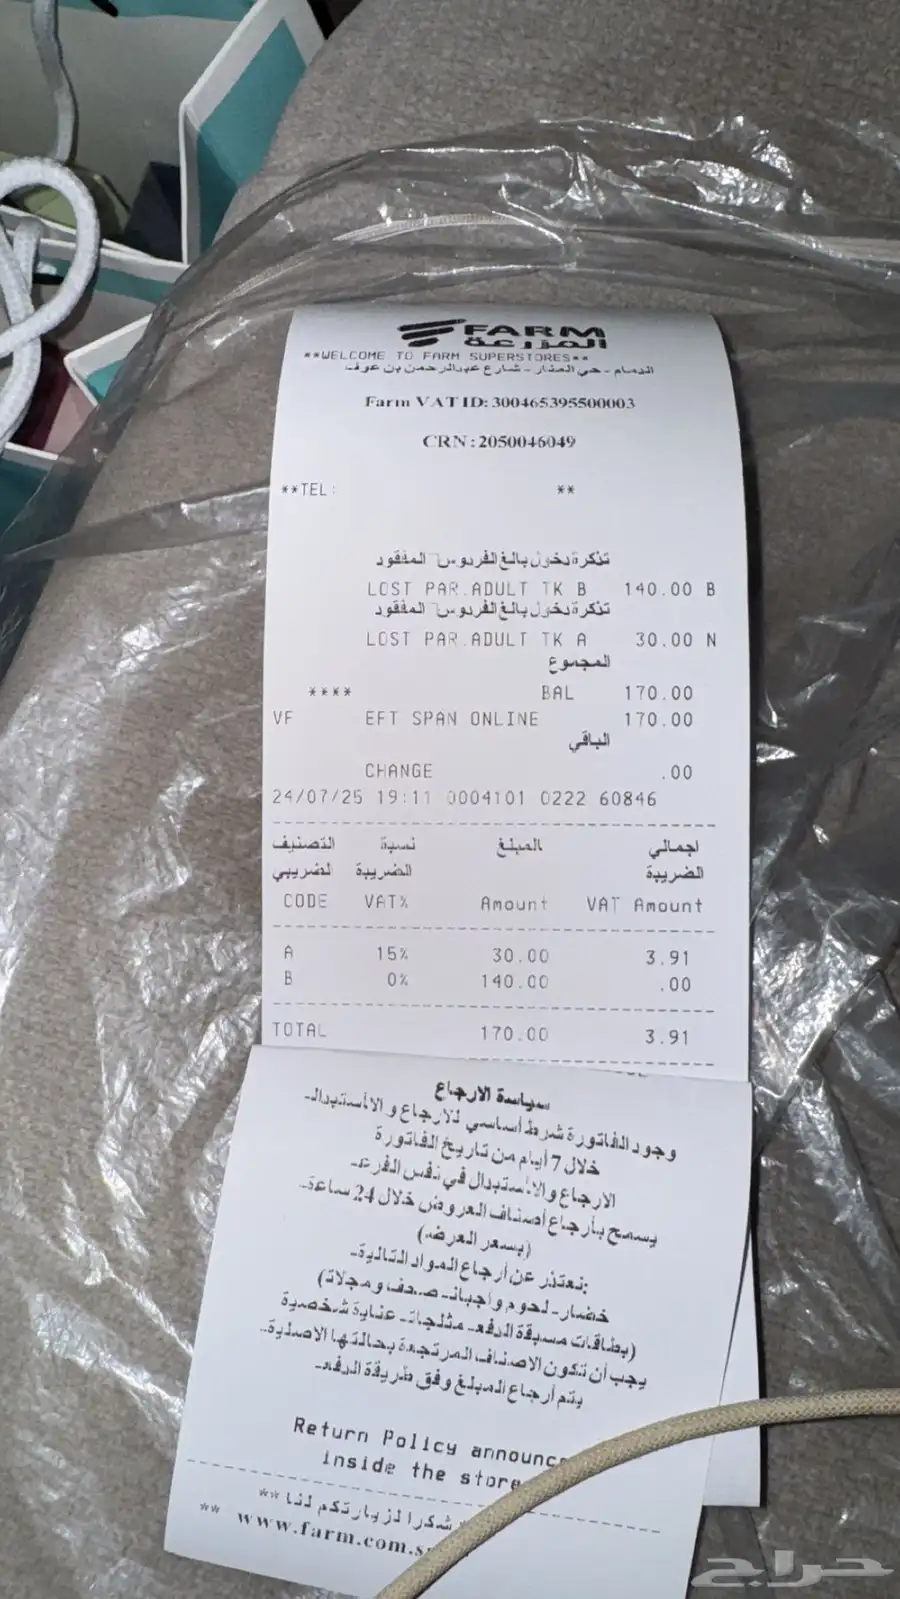 FARM
المزرعة
**WELCOME TO FARM SUPERSTORES**
الدمام - حي المنار - شارع عبدالرحمن بن عوف
Farm VAT ID: 300465395500003
CRN : 2050046049
**TEL: **
تذكرة دخول بالغ الفردوس المفقود
LOST PAR.ADULT TK B 140.00 B
تذكرة دخول بالغ الفردوس المفقود
LOST PAR.ADULT TK A 30.00 N
المجموع
**** BAL 170.00
VF EFT SPAN ONLINE 170.00
الباقي
CHANGE .00
24/07/25 19:11 0004101 0222 60846
التصنيف نسبة المبلغ اجمالي
الضريبي الضريبة الضريبة
CODE VAT% Amount VAT Amount
A 15% 30.00 3.91
B 0% 140.00 .00
TOTAL 170.00 3.91
سياسة الارجاع
وجود الفاتورة شرط أساسي للارجاع و الاستبدال
خلال 7 أيام من تاريخ الفاتورة
الارجاع والاستبدال في نفس الفرع
يسمح بأرجاع أصناف العروض خلال 24 ساعة
(بسعر العرض)
:نعتذر عن أرجاع المواد التالية
خضار - لحوم وأجبان - صحف ومجلات)
(بطاقات مسبقة الدفع - مثلجات - عناية شخصية
يجب أن تكون الاصناف المرتجعة بحالتها الاصلية
يتم أرجاع المبلغ وفق طريقة الدفع
Return Policy announc
inside the store
شكرا لزيارتكم لنا **
** www.farm.com.s
حراج